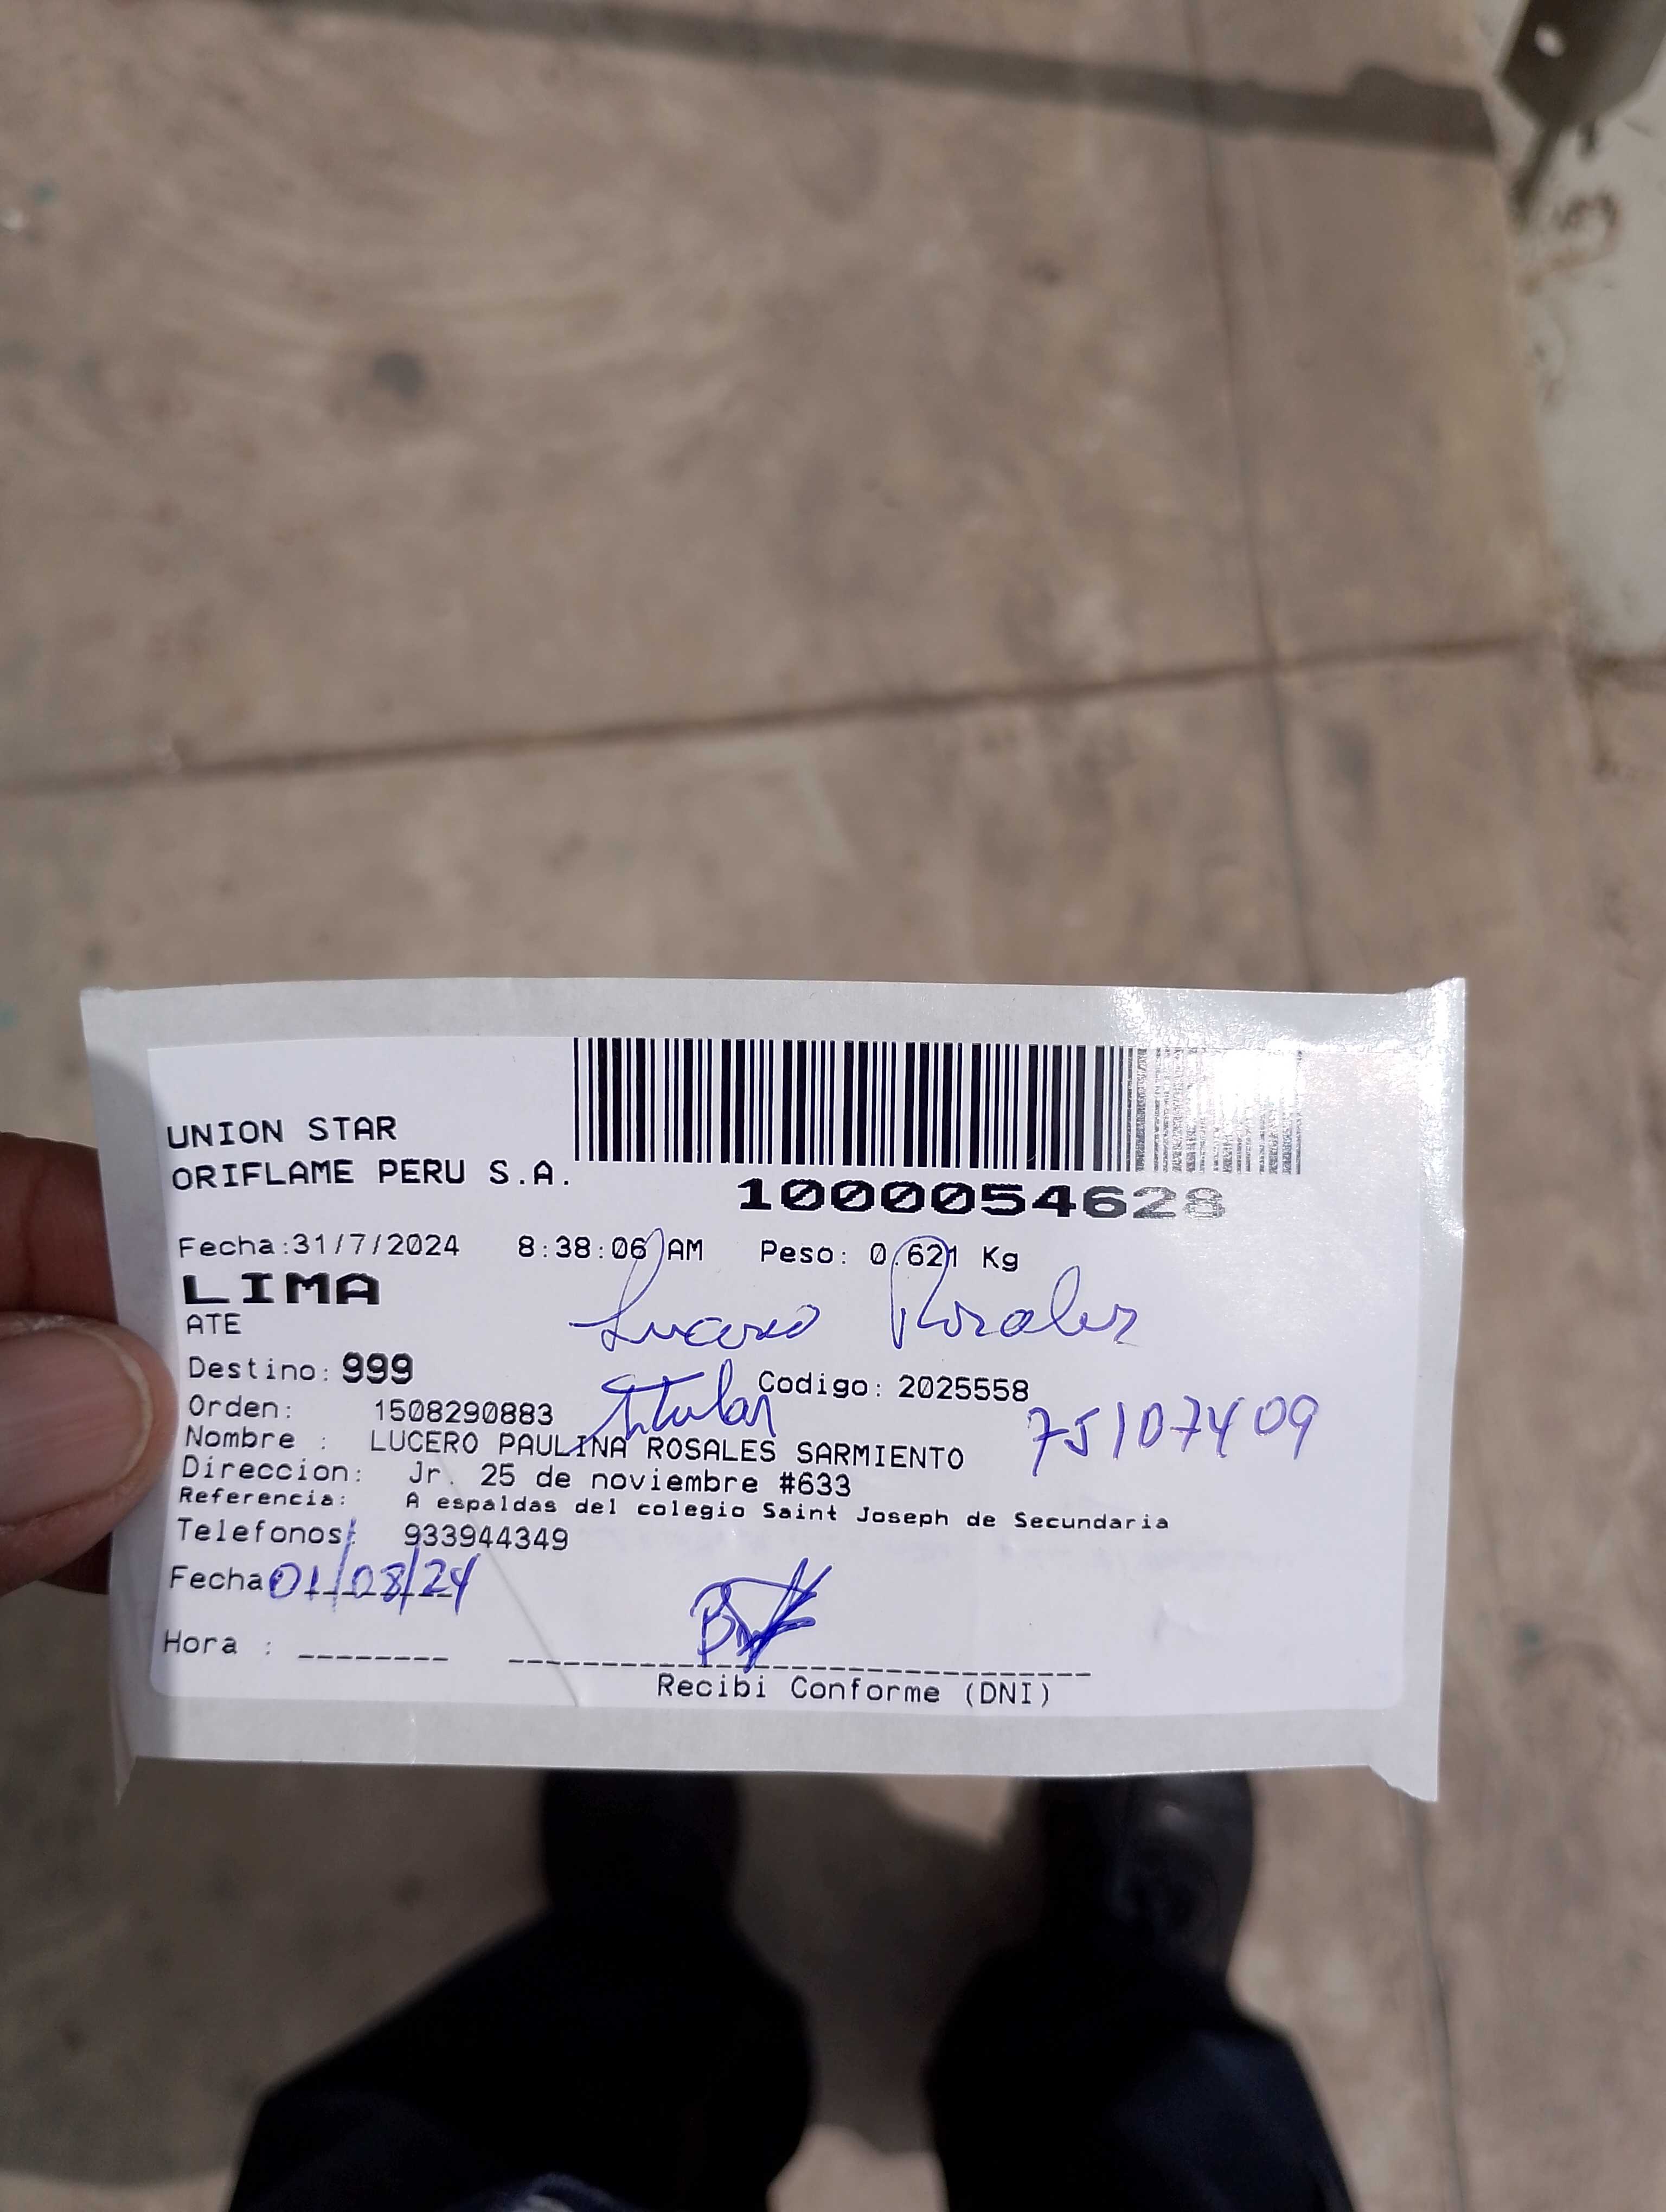 UNION STAR
ORIFLAME PERU S.A.
1000054628
Fecha:31/7/2024 8:38:06 AM Peso: 0.621 Kg
LIMA
ATE
Lucero Rosales
Destino: 999
Titular
Codigo: 2025558
Orden: 1508290883
75107409
Nombre : LUCERO PAULINA ROSALES SARMIENTO
Direccion: Jr. 25 de noviembre #633
Referencia: A espaldas del colegio Saint Joseph de Secundaria
Telefonos: 933944349
Fecha 01/08/24
Hora :
Recibi Conforme (DNI)